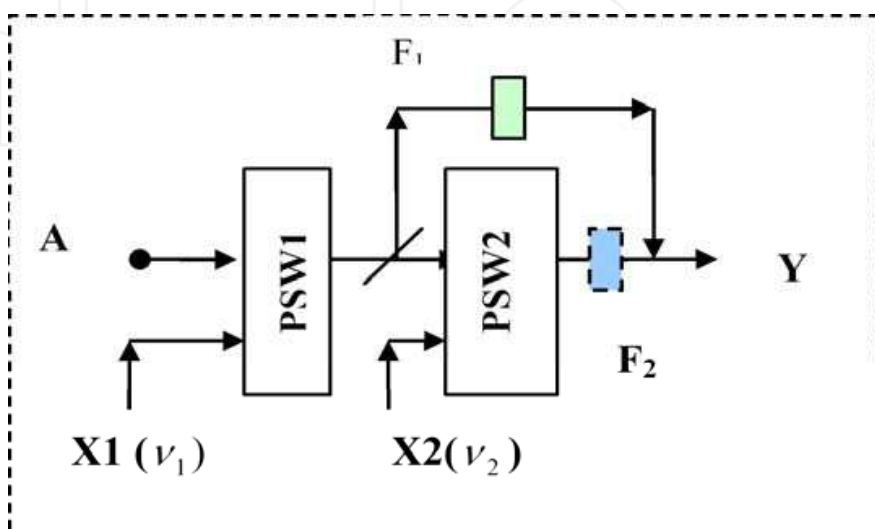 F₁
A
PSW1
PSW2
Y
F₂
X1 (ν₁)
X2(ν₂)